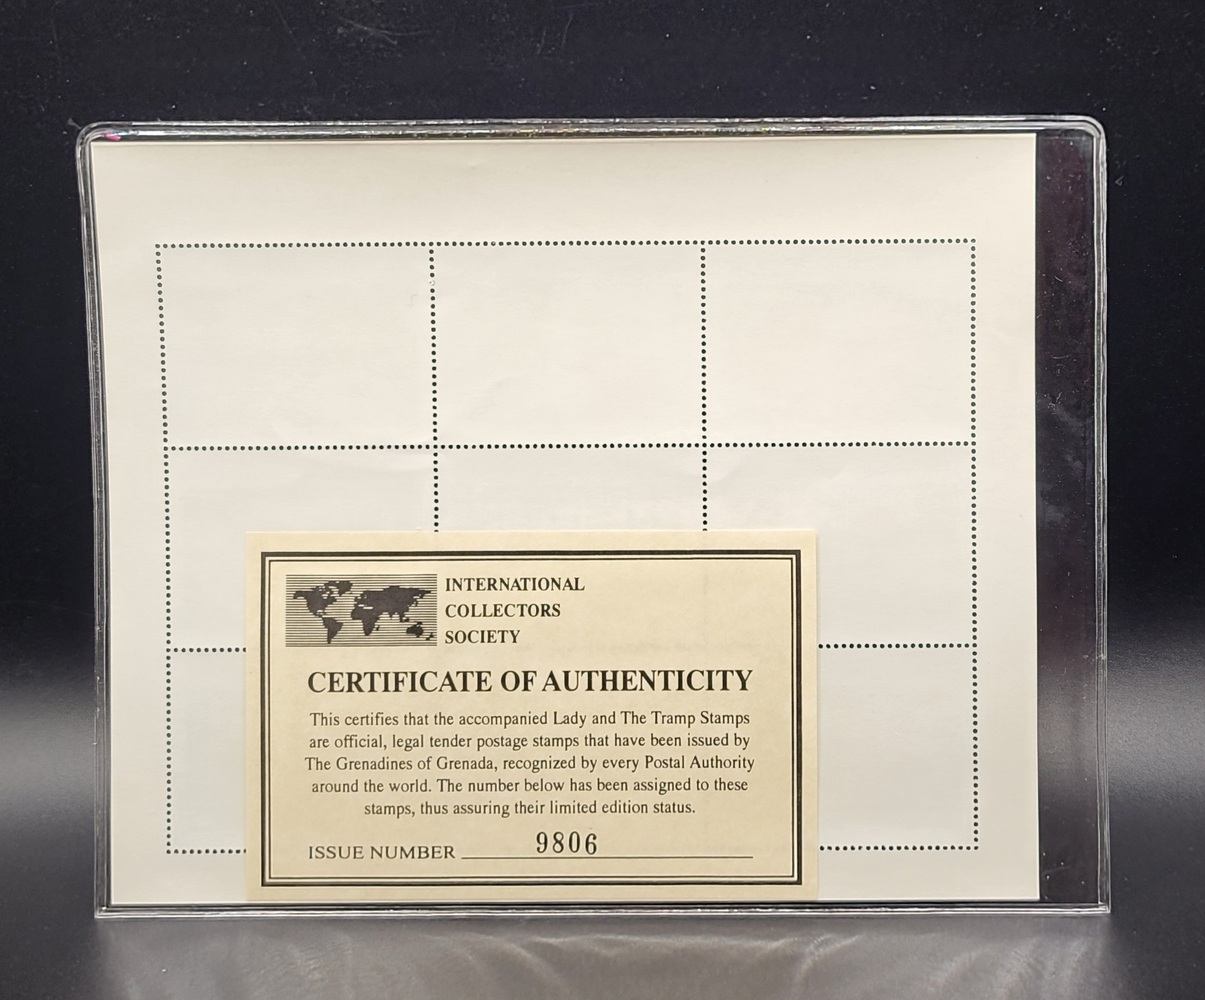 INTERNATIONAL
COLLECTORS
SOCIETY
CERTIFICATE OF AUTHENTICITY
This certifies that the accompanied Lady and The Tramp Stamps
are official, legal tender postage stamps that have been issued by
The Grenadines of Grenada, recognized by every Postal Authority
around the world. The number below has been assigned to these
stamps, thus assuring their limited edition status.
ISSUE NUMBER 9806